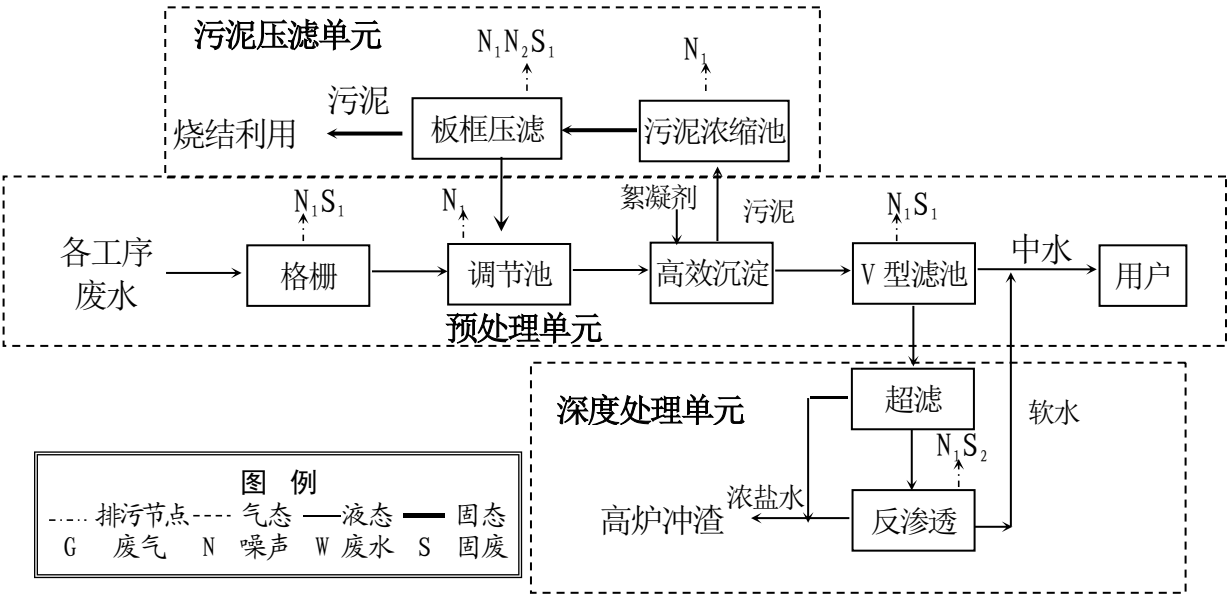 污泥压滤单元
N₁N₂S₁
N₁
污泥
烧结利用
板框压滤
污泥浓缩池
N₁S₁
N₁
絮凝剂
污泥
N₁S₁
各工序
废水
格栅
调节池
高效沉淀
V 型滤池
中水
用户
预处理单元
深度处理单元
超滤
软水
N₁S₂
浓盐水
高炉冲渣
反渗透
图 例
排污节点 气态 液态 固态
G 废气 N 噪声 W 废水 S 固废